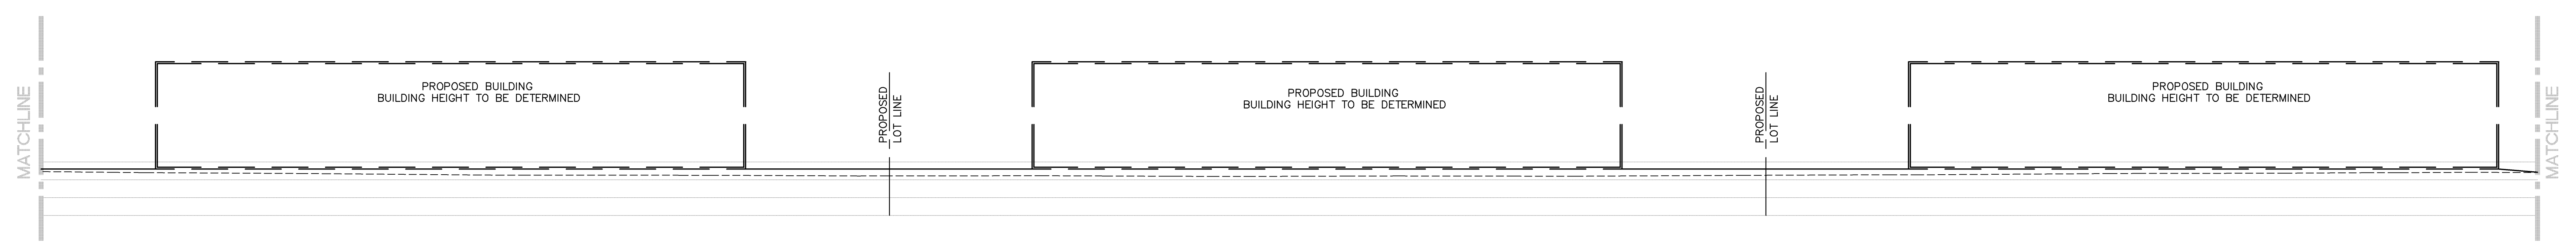 MATCHLINE
PROPOSED BUILDING
BUILDING HEIGHT TO BE DETERMINED
PROPOSED
LOT LINE
PROPOSED BUILDING
BUILDING HEIGHT TO BE DETERMINED
PROPOSED
LOT LINE
PROPOSED BUILDING
BUILDING HEIGHT TO BE DETERMINED
MATCHLINE